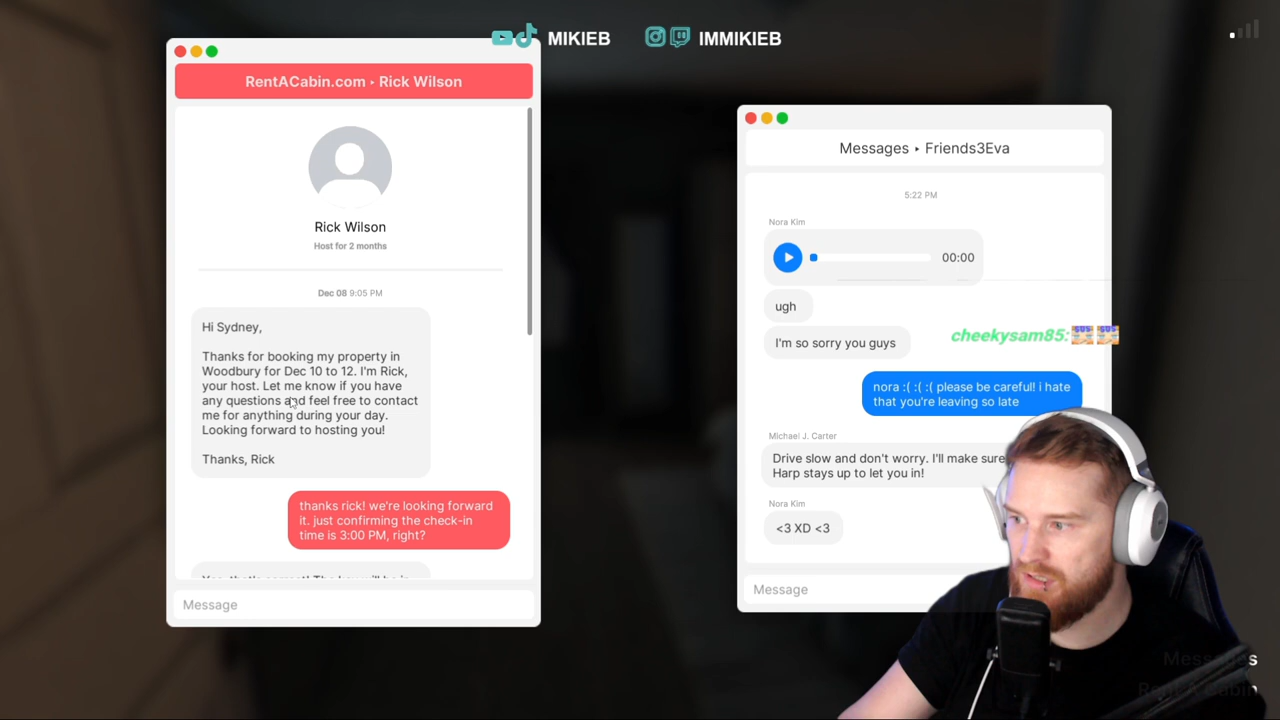 MIKIEB
IMMIKIEB
RentACabin.com ▸ Rick Wilson
Rick Wilson
Host for 2 months
Dec 08 9:05 PM
Hi Sydney,
Thanks for booking my property in
Woodbury for Dec 10 to 12. I'm Rick,
your host. Let me know if you have
any questions and feel free to contact
me for anything during your day.
Looking forward to hosting you!
Thanks, Rick
thanks rick! we're looking forward
it. just confirming the check-in
time is 3:00 PM, right?
Message
Messages ▸ Friends3Eva
5:22 PM
Nora Kim
00:00
ugh
I'm so sorry you guys
cheekysam85:
nora :( :( :( please be careful! i hate
that you're leaving so late
Michael J. Carter
Drive slow and don't worry. I'll make sure
Harp stays up to let you in!
Nora Kim
<3 XD <3
Message
Messages